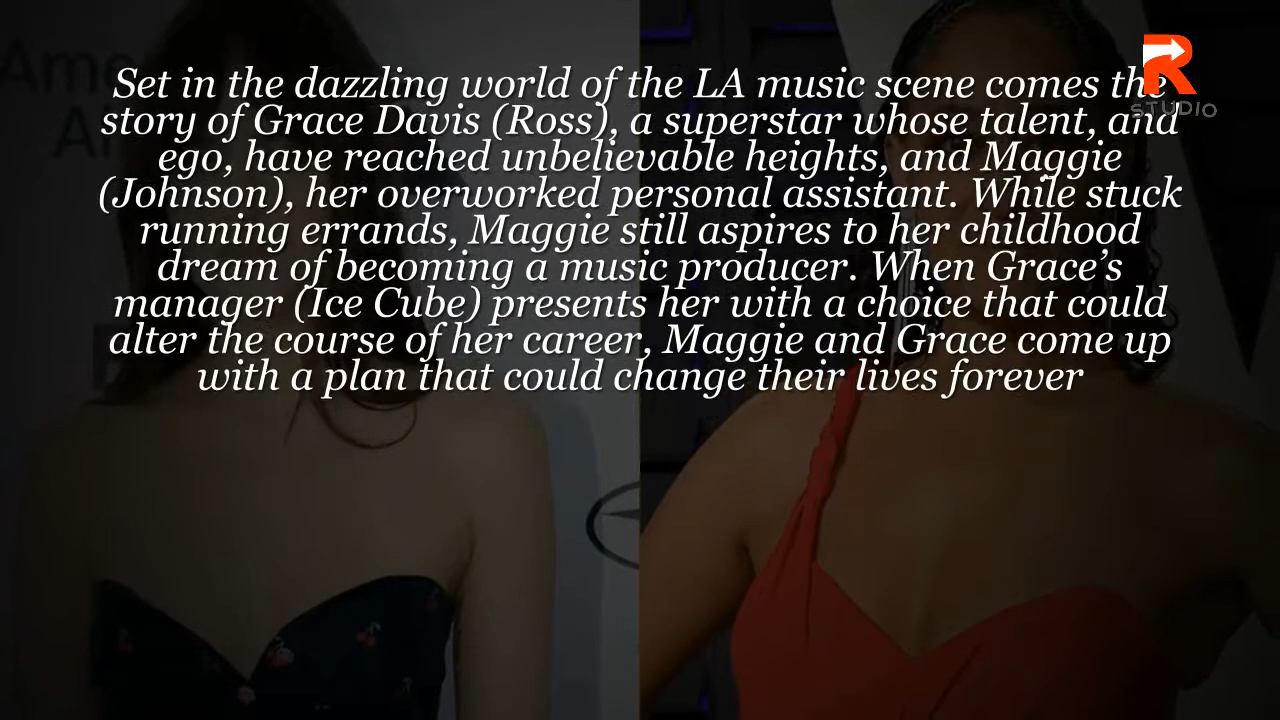 Set in the dazzling world of the LA music scene comes the
story of Grace Davis (Ross), a superstar whose talent, and
ego, have reached unbelievable heights, and Maggie
(Johnson), her overworked personal assistant. While stuck
running errands, Maggie still aspires to her childhood
dream of becoming a music producer. When Grace’s
manager (Ice Cube) presents her with a choice that could
alter the course of her career, Maggie and Grace come up
with a plan that could change their lives forever
R
STUDIO